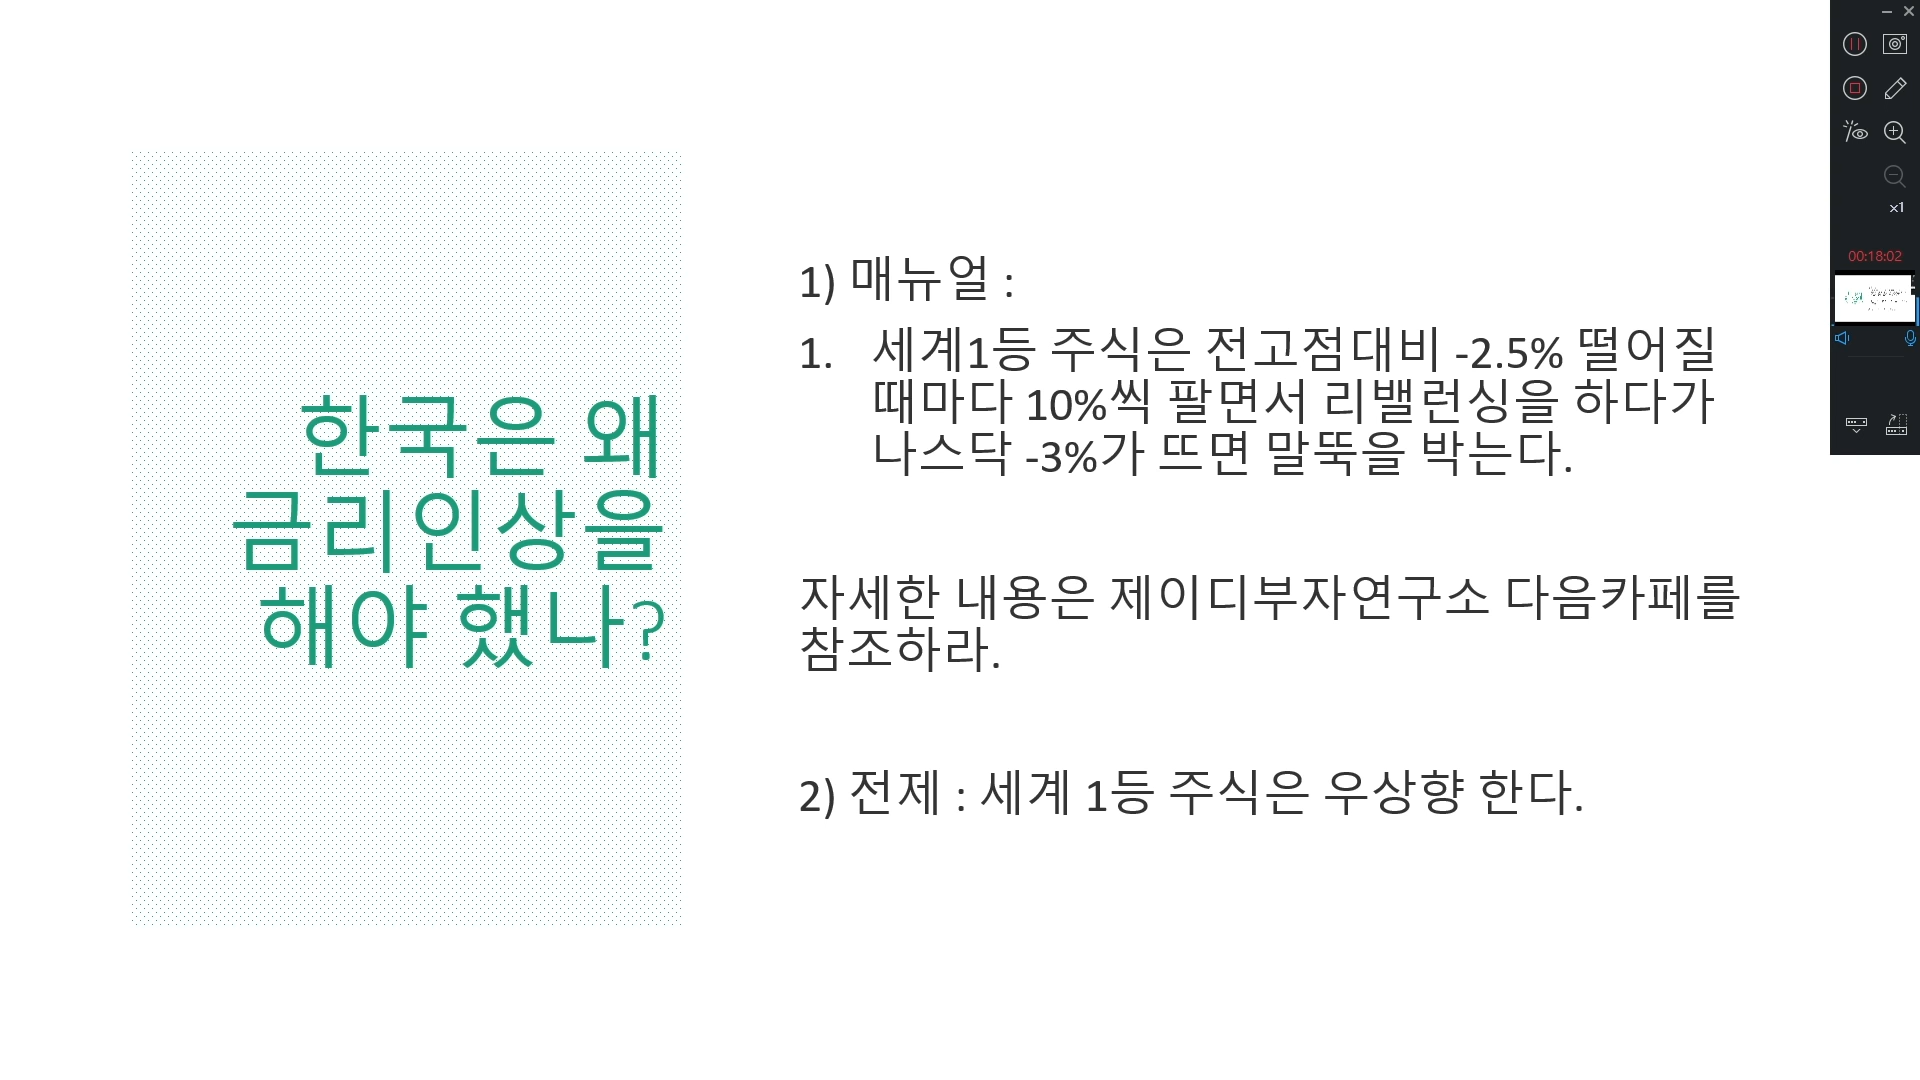 한국은 왜
금리인상을
해야 했나?
1) 매뉴얼 :
1. 세계1등 주식은 전고점대비 -2.5% 떨어질
때마다 10%씩 팔면서 리밸런싱을 하다가
나스닥 -3%가 뜨면 말뚝을 박는다.
자세한 내용은 제이디부자연구소 다음카페를
참조하라.
2) 전제 : 세계 1등 주식은 우상향 한다.
x1
00:18:02